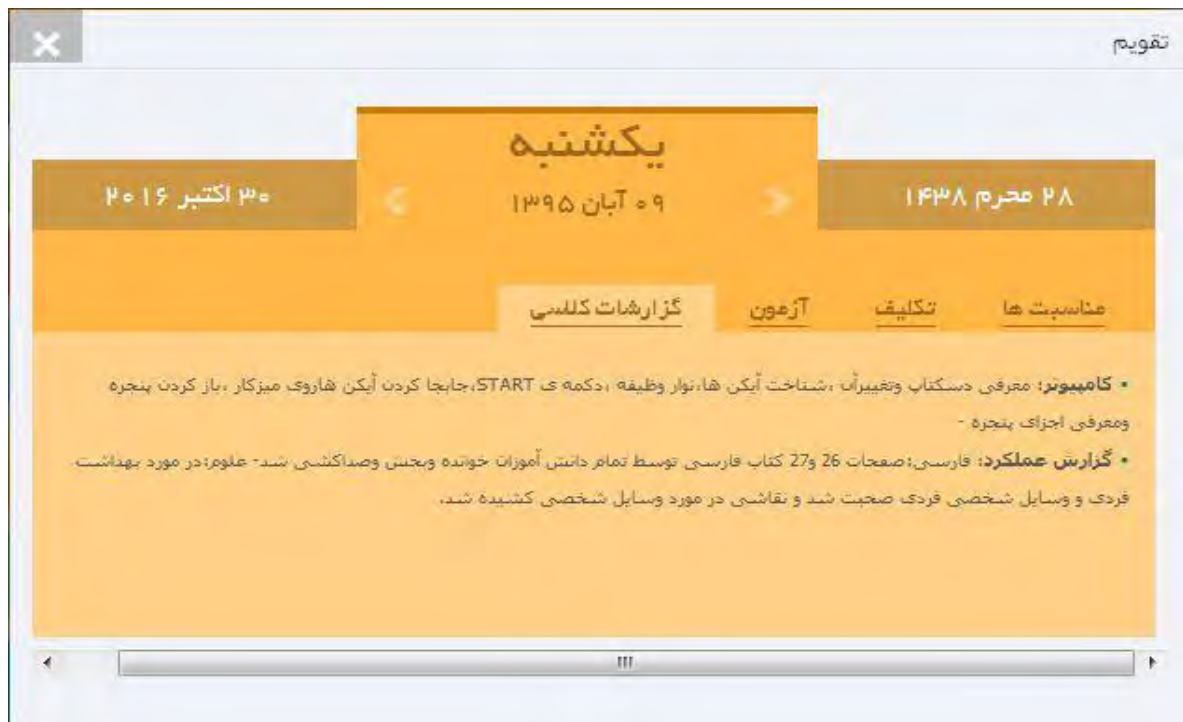 تقویم
یکشنبه
۲۸ محرم ۱۴۳۸
۰۹ آبان ۱۳۹۵
۳۰ اکتبر ۲۰۱۶
مناسبت ها
تکلیف
آزمون
گزارشات کلاسی
• کامپیوتر: معرفی دسکتاپ وتغییرآن ،شناخت آیکن ها،نوار وظیفه ،دکمه ی START،جابجا کردن آیکن هاروی میزکار ،باز کردن پنجره
ومعرفی اجزای پنجره -
• گزارش عملکرد: فارسی:صفحات 26 و27 کتاب فارسی توسط تمام دانش آموزان خوانده وبخش وصداکشی شد- علوم:در مورد بهداشت
فردی و وسایل شخصی فردی صحبت شد و نقاشی در مورد وسایل شخصی کشیده شد.